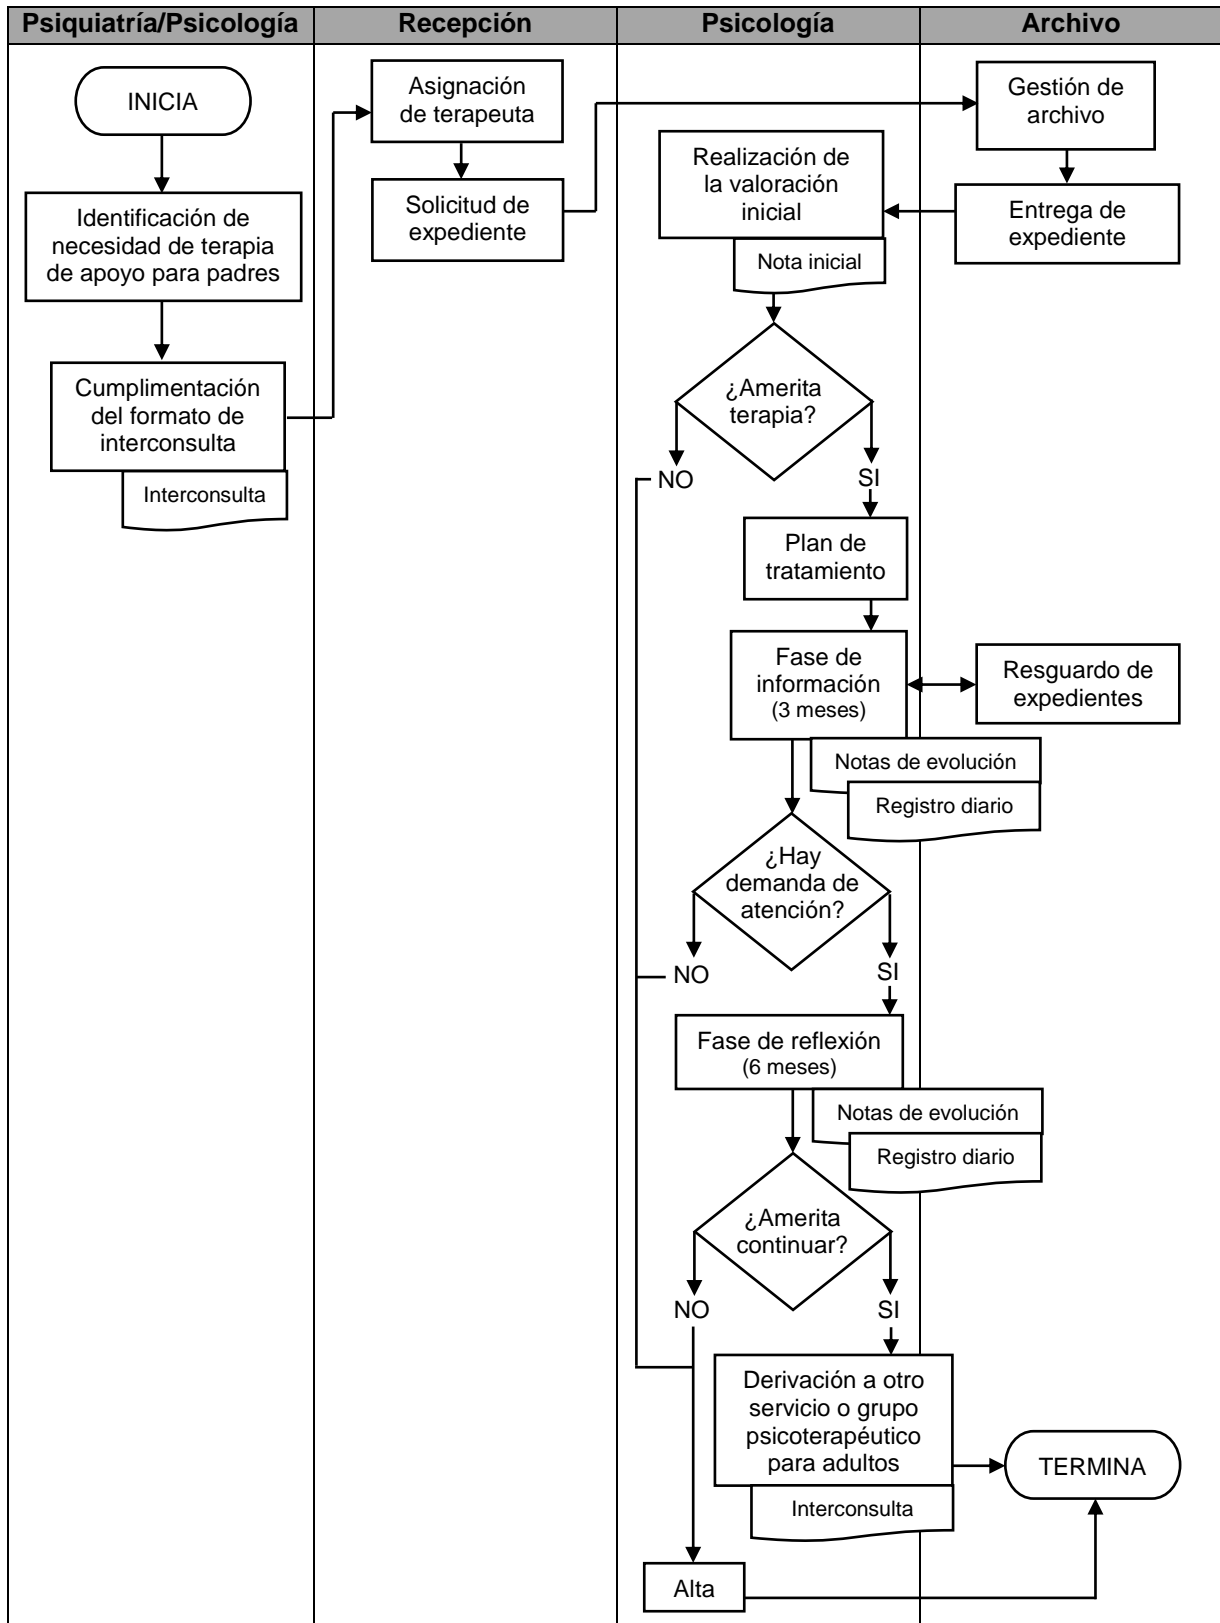 Psiquiatría/Psicología
Recepción
Psicología
Archivo
INICIA
Identificación de
necesidad de terapia
de apoyo para padres
Cumplimentación
del formato de
interconsulta
Interconsulta
Asignación
de terapeuta
Solicitud de
expediente
Gestión de
archivo
Entrega de
expediente
Realización de
la valoración
inicial
Nota inicial
¿Amerita
terapia?
NO
SI
Plan de
tratamiento
Fase de
información
(3 meses)
Resguardo de
expedientes
Notas de evolución
Registro diario
¿Hay
demanda de
atención?
NO
SI
Fase de reflexión
(6 meses)
Notas de evolución
Registro diario
¿Amerita
continuar?
NO
SI
Derivación a otro
servicio o grupo
psicoterapéutico
para adultos
Interconsulta
TERMINA
Alta